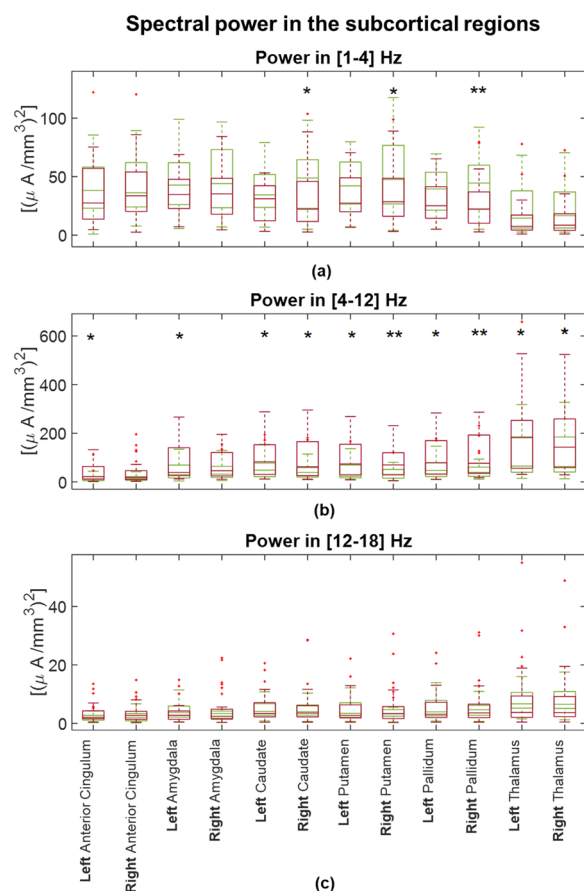 Spectral power in the subcortical regions
Power in [1-4] Hz
[(μ A /mm³)²]
100
50
0
*
*
**
(a)
Power in [4-12] Hz
[(μ A /mm³)²]
600
400
200
0
*
*
*
*
*
**
*
**
*
*
(b)
Power in [12-18] Hz
[(μ A /mm³)²]
40
20
0
Left Anterior Cingulum
Right Anterior Cingulum
Left Amygdala
Right Amygdala
Left Caudate
Right Caudate
Left Putamen
Right Putamen
Left Pallidum
Right Pallidum
Left Thalamus
Right Thalamus
(c)